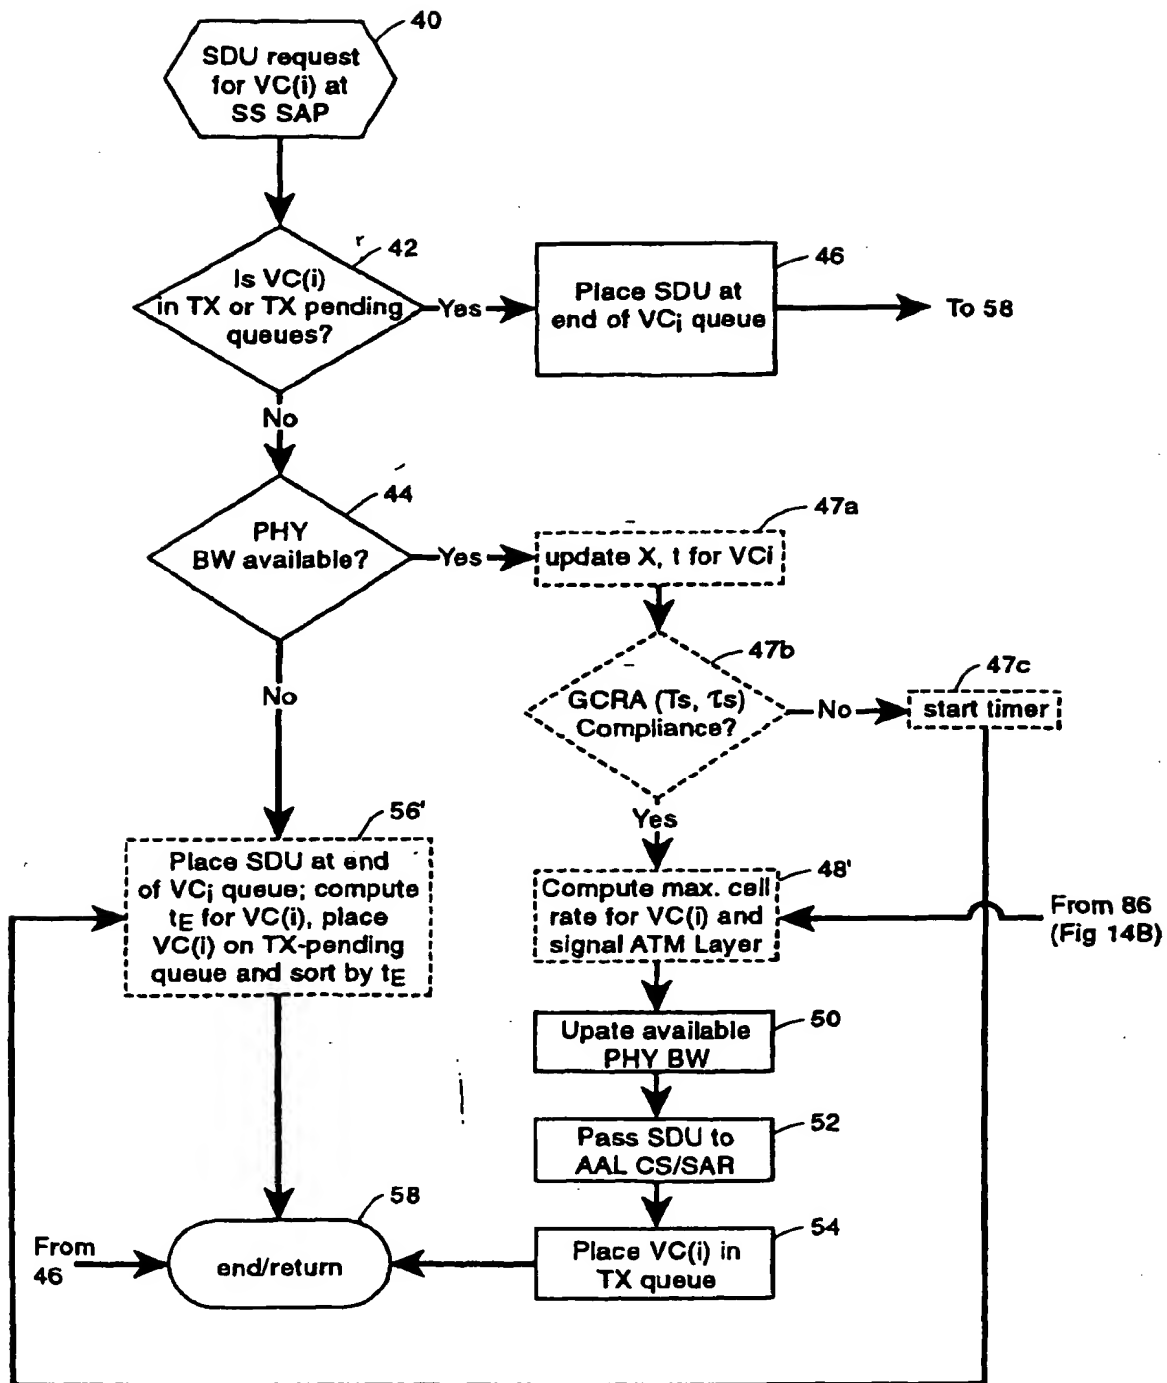 40
SDU request
for VC(i) at
SS SAP
42
Is VC(i)
in TX or TX pending
queues?
Yes
46
Place SDU at
end of VCi queue
To 58
No
44
PHY
BW available?
Yes
47a
update X, t for VCi
47b
GCRA (Ts, τs)
Compliance?
No
47c
start timer
No
Yes
56'
Place SDU at end
of VCj queue; compute
tE for VC(i), place
VC(i) on TX-pending
queue and sort by tE
48'
Compute max. cell
rate for VC(i) and
signal ATM Layer
From 86
(Fig 14B)
50
Upate available
PHY BW
52
Pass SDU to
AAL CS/SAR
54
Place VC(i) in
TX queue
58
end/return
From
46